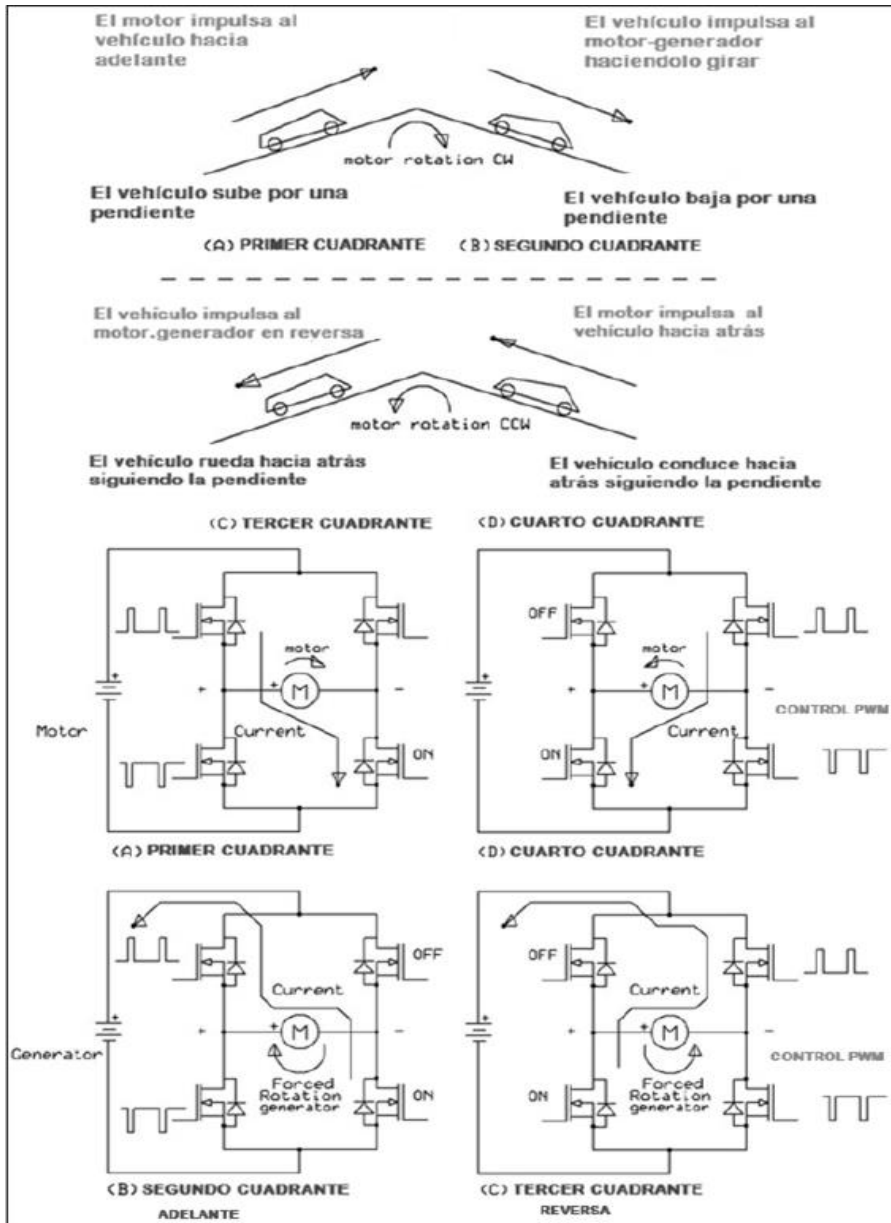 El motor impulsa al
vehículo hacia
adelante
El vehículo impulsa al
motor-generador
haciendolo girar
motor rotation CW
El vehículo sube por una
pendiente
El vehículo baja por una
pendiente
(A) PRIMER CUADRANTE
(B) SEGUNDO CUADRANTE
El vehículo impulsa al
motor.generador en reversa
El motor impulsa al
vehículo hacia atrás
motor rotation CCW
El vehículo rueda hacia atrás
siguiendo la pendiente
El vehículo conduce hacia
atrás siguiendo la pendiente
(C) TERCER CUADRANTE
(D) CUARTO CUADRANTE
motor
+
+
M
-
+
Motor
Current
ON
(A) PRIMER CUADRANTE
OFF
motor
+
+
M
-
+
CONTROL PWM
Current
ON
(D) CUARTO CUADRANTE
OFF
Current
+
+
M
-
+
Generator
Forced
Rotation
generator
ON
(B) SEGUNDO CUADRANTE
ADELANTE
OFF
Current
+
+
M
-
+
CONTROL PWM
Forced
Rotation
generator
ON
(C) TERCER CUADRANTE
REVERSA